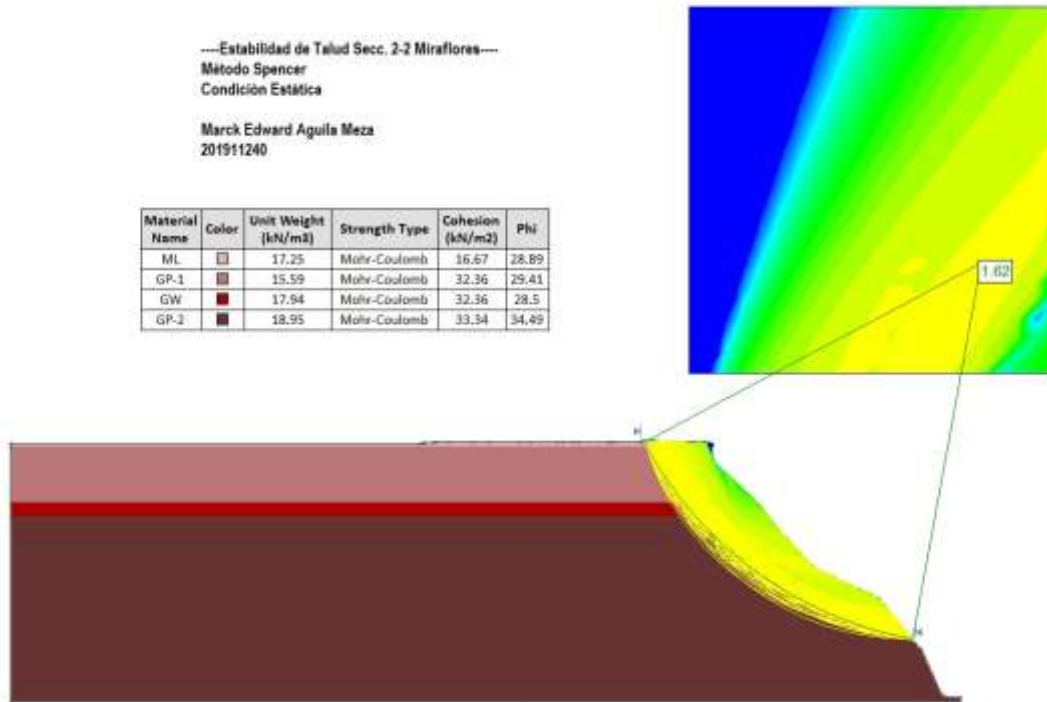 ----Estabilidad de Talud Secc. 2-2 Miraflores----
Método Spencer
Condición Estática
Marck Edward Aguila Meza
201911240
Material Name Color Unit Weight (kN/m3) Strength Type Cohesion (kN/m2) Phi
ML 17.25 Mohr-Coulomb 16.67 28.89
GP-1 15.59 Mohr-Coulomb 32.36 29.41
GW 17.94 Mohr-Coulomb 32.36 28.5
GP-2 18.95 Mohr-Coulomb 33.34 34.49
1.62